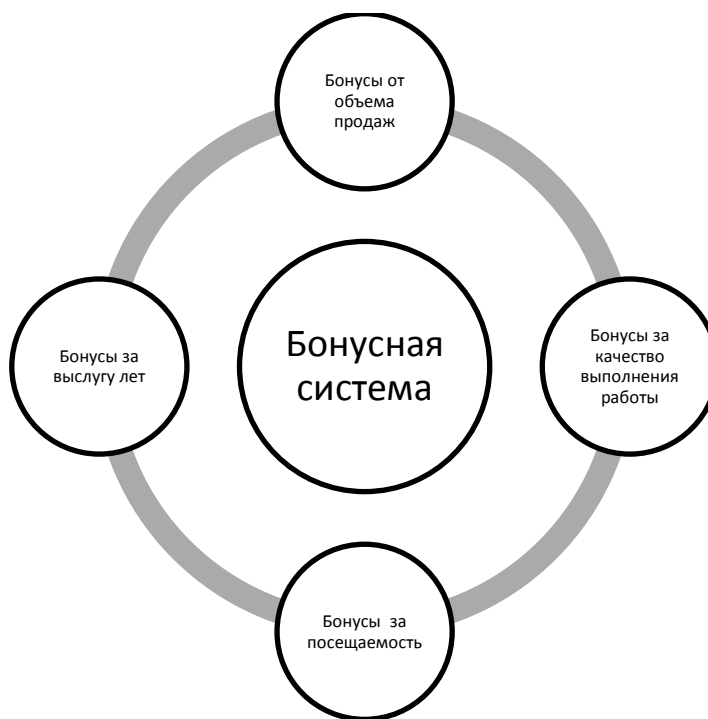 Бонусы от
объема
продаж
Бонусы за
выслугу лет
Бонусная
система
Бонусы за
качество
выполнения
работы
Бонусы  за
посещаемость